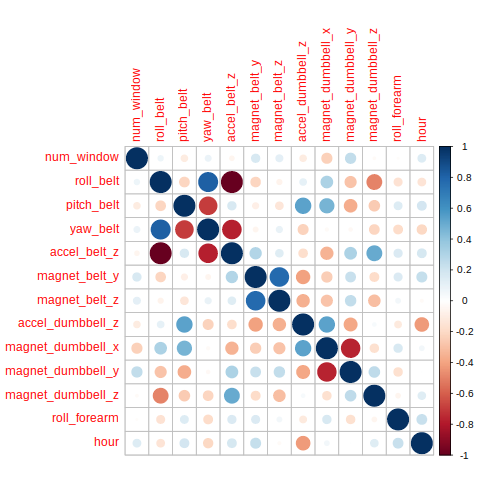 num_window
roll_belt
pitch_belt
yaw_belt
accel_belt_z
magnet_belt_y
magnet_belt_z
accel_dumbbell_z
magnet_dumbbell_x
magnet_dumbbell_y
magnet_dumbbell_z
roll_forearm
hour
num_window
roll_belt
pitch_belt
yaw_belt
accel_belt_z
magnet_belt_y
magnet_belt_z
accel_dumbbell_z
magnet_dumbbell_x
magnet_dumbbell_y
magnet_dumbbell_z
roll_forearm
hour
1
0.8
0.6
0.4
0.2
0
-0.2
-0.4
-0.6
-0.8
-1